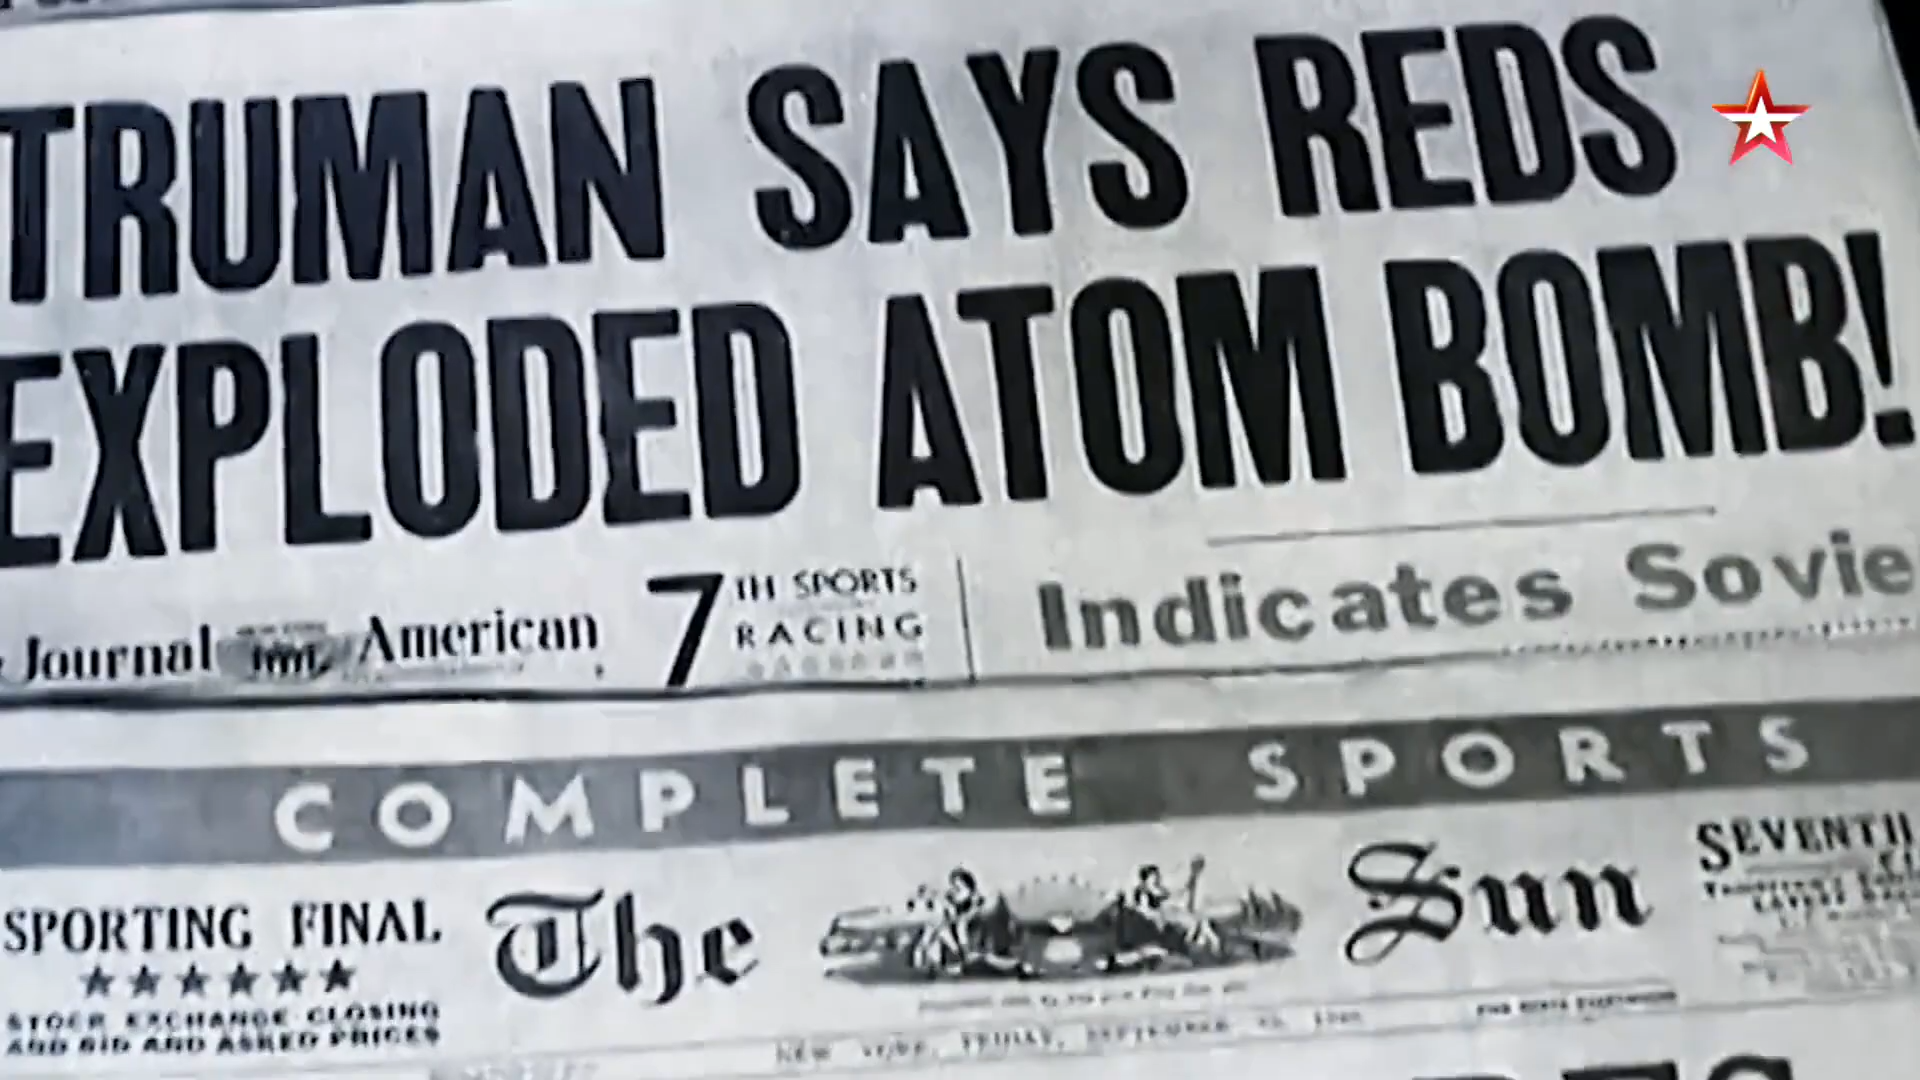 TRUMAN SAYS REDS
EXPLODED ATOM BOMB!
Journal American
7TH SPORTS
RACING
Indicates Sovie
COMPLETE SPORTS
SPORTING FINAL
★★★★★★
STOCK EXCHANGE CLOSING
AND BID AND ASKED PRICES
The Sun
SEVENTH
NEW YORK, FRIDAY, SEPTEMBER